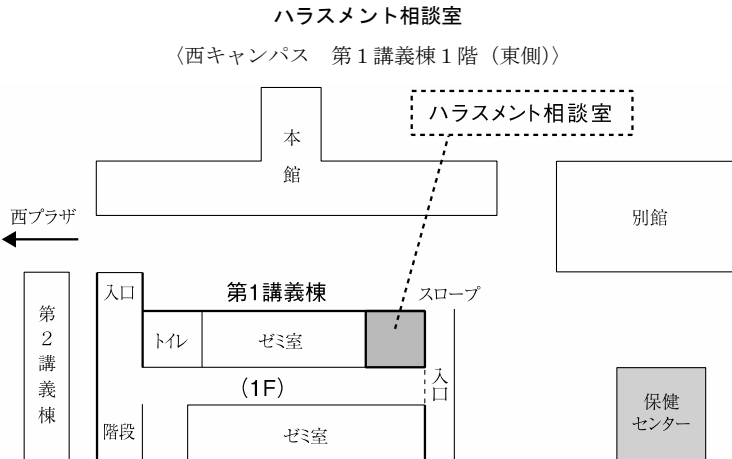 ハラスメント相談室
〈西キャンパス　第1講義棟1階（東側）〉
ハラスメント相談室
本館
西プラザ
別館
入口
第1講義棟
スロープ
第2講義棟
トイレ
ゼミ室
（1F）
入口
保健
センター
階段
ゼミ室